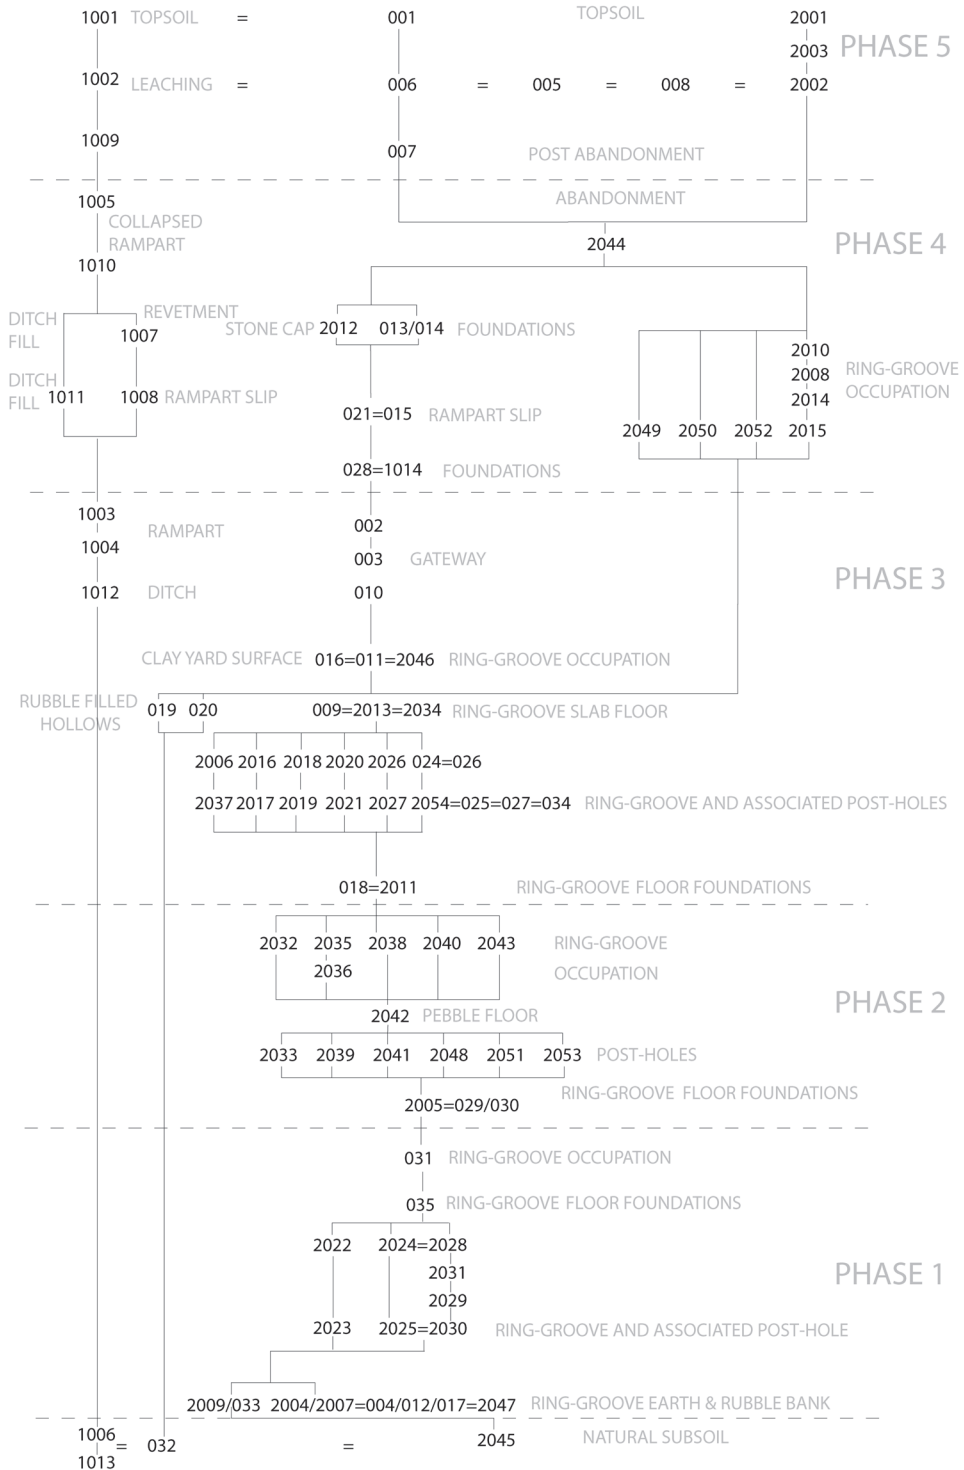 1001 TOPSOIL = 001 TOPSOIL 2001
2003 PHASE 5
1002 LEACHING = 006 = 005 = 008 = 2002
1009
007 POST ABANDONMENT
1005 ABANDONMENT
COLLAPSED
RAMPART
2044 PHASE 4
1010
DITCH
FILL
REVETMENT
1007
STONE CAP 2012 013/014 FOUNDATIONS
2010
2008
2014
RING-GROOVE
OCCUPATION
DITCH
FILL 1011 1008 RAMPART SLIP
021=015 RAMPART SLIP
2049 2050 2052 2015
028=1014 FOUNDATIONS
1003
RAMPART
1004
002
003 GATEWAY
PHASE 3
1012 DITCH 010
CLAY YARD SURFACE 016=011=2046 RING-GROOVE OCCUPATION
RUBBLE FILLED
HOLLOWS
019 020 009=2013=2034 RING-GROOVE SLAB FLOOR
2006 2016 2018 2020 2026 024=026
2037 2017 2019 2021 2027 2054=025=027=034 RING-GROOVE AND ASSOCIATED POST-HOLES
018=2011 RING-GROOVE FLOOR FOUNDATIONS
2032 2035 2038 2040 2043 RING-GROOVE
2036 OCCUPATION
PHASE 2
2042 PEBBLE FLOOR
2033 2039 2041 2048 2051 2053 POST-HOLES
RING-GROOVE FLOOR FOUNDATIONS
2005=029/030
031 RING-GROOVE OCCUPATION
035 RING-GROOVE FLOOR FOUNDATIONS
2022 2024=2028
2031 PHASE 1
2029
2023 2025=2030 RING-GROOVE AND ASSOCIATED POST-HOLE
2009/033 2004/2007=004/012/017=2047 RING-GROOVE EARTH & RUBBLE BANK
1006
1013
= 032 = 2045 NATURAL SUBSOIL